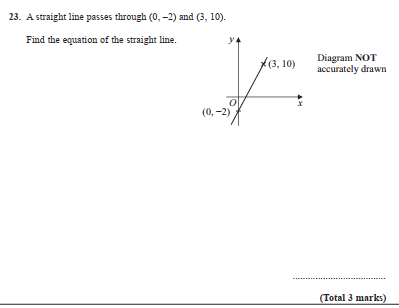 23. A straight line passes through (0, –2) and (3, 10).
Find the equation of the straight line.
y
(3, 10)
Diagram NOT
accurately drawn
O
x
(0, –2)
(Total 3 marks)